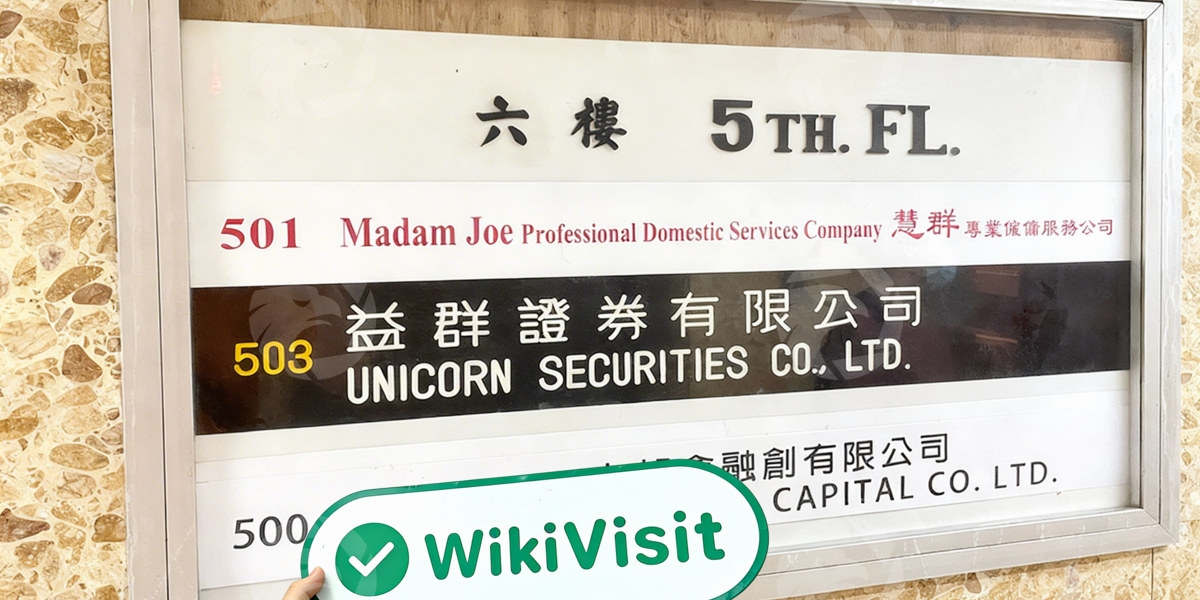 六樓 5TH. FL.
501 Madam Joe Professional Domestic Services Company 慧群 專業僱傭服務公司
503 益群證券有限公司
UNICORN SECURITIES CO., LTD.
融創有限公司
500 CAPITAL CO. LTD.
WikiVisit